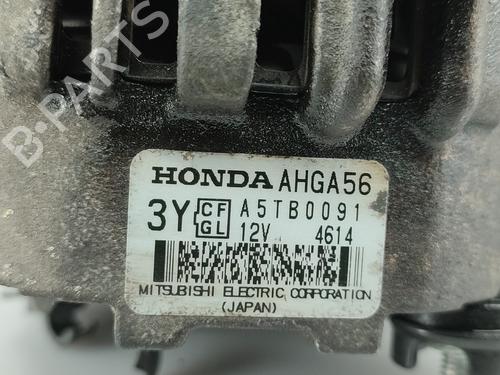 B-PARTS
HONDA AHGA56
3Y CF GL A5TB0091
12V 4614
MITSUBISHI ELECTRIC CORPORATION
(JAPAN)